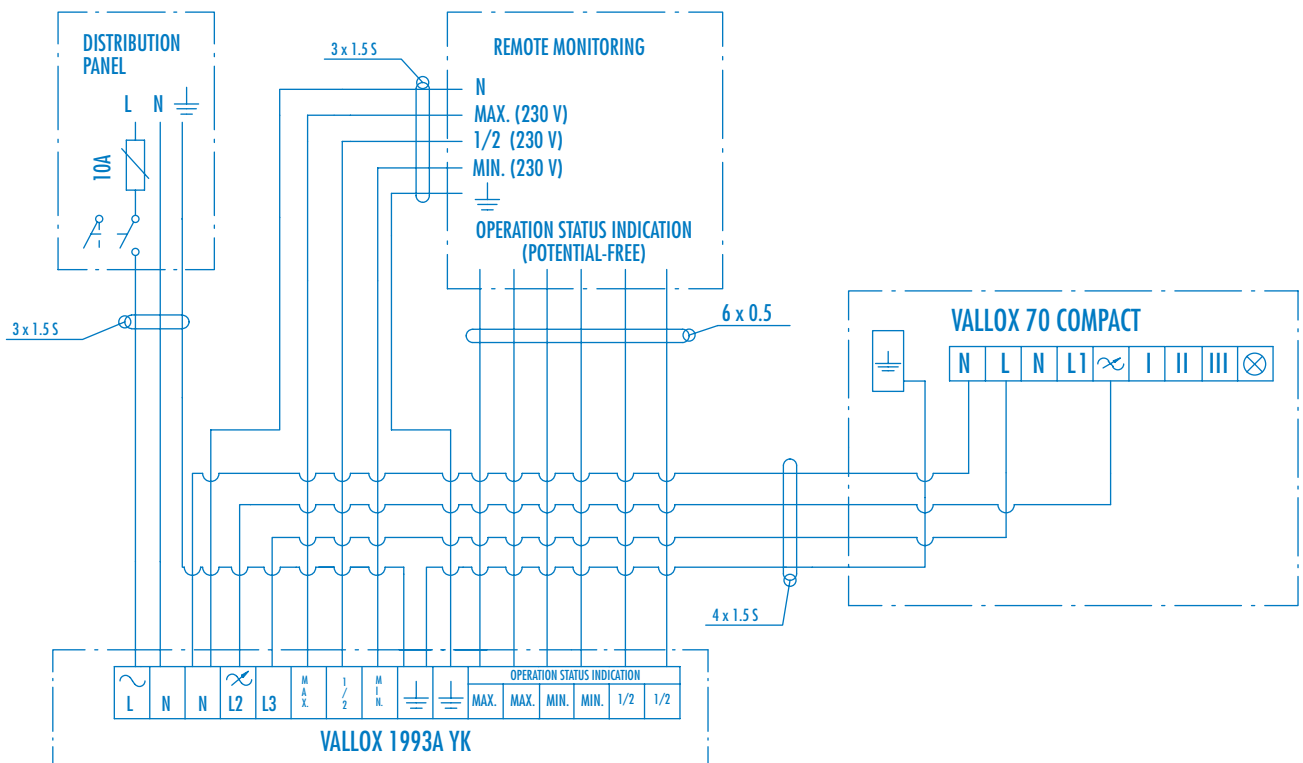 DISTRIBUTION
PANEL
L N
10A
3 x 1.5 S
3 x 1.5 S
REMOTE MONITORING
N
MAX. (230 V)
1/2 (230 V)
MIN. (230 V)
OPERATION STATUS INDICATION
(POTENTIAL-FREE)
6 x 0.5
VALLOX 70 COMPACT
N L N L1 I II III
4 x 1.5 S
OPERATION STATUS INDICATION
L N N L2 L3 MAX. 1/2 MIN. MAX. MAX. MIN. MIN. 1/2 1/2
VALLOX 1993A YK